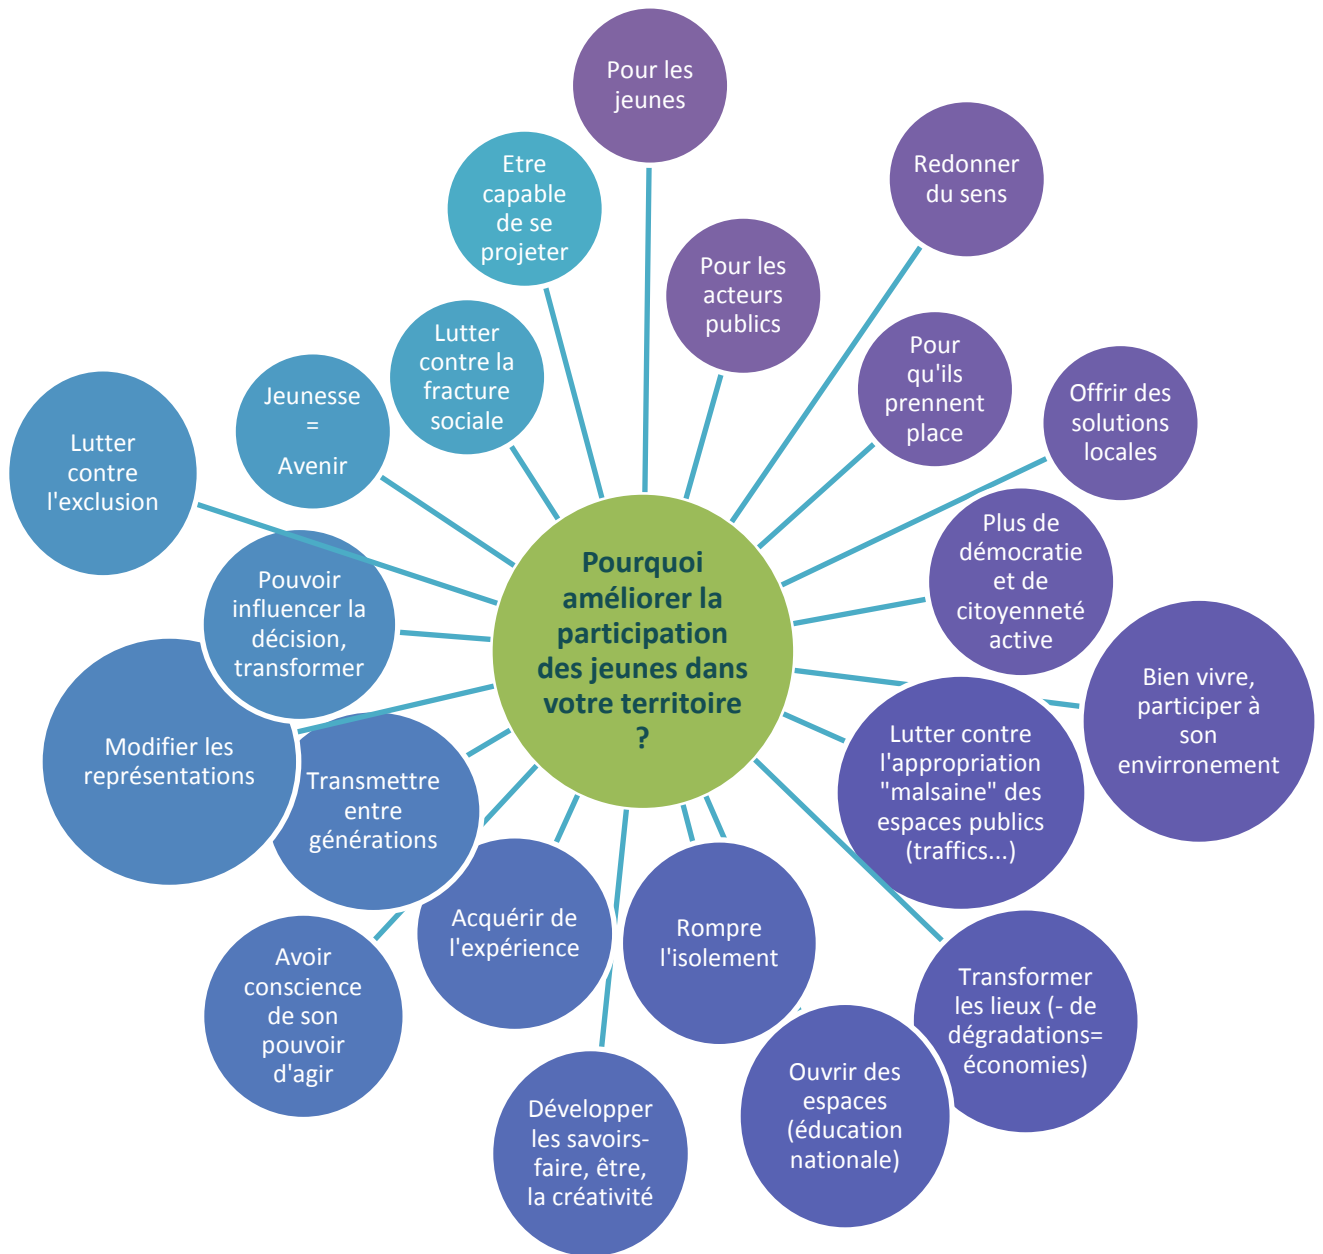 Pour les
jeunes
Etre
capable
de se
projeter
Redonner
du sens
Pour les
acteurs
publics
Lutter
contre la
fracture
sociale
Pour
qu'ils
prennent
place
Jeunesse
=
Avenir
Offrir des
solutions
locales
Lutter
contre
l'exclusion
Pourquoi
améliorer la
participation
des jeunes dans
votre territoire
?
Plus de
démocratie
et de
citoyenneté
active
Pouvoir
influencer la
décision,
transformer
Bien vivre,
participer à
son
envirronement
Modifier les
représentations
Lutter contre
l'appropriation
"malsaine" des
espaces publics
(traffics...)
Transmettre
entre
générations
Acquérir de
l'expérience
Rompre
l'isolement
Avoir
conscience
de son
pouvoir
d'agir
Transformer
les lieux (- de
dégradations=
économies)
Ouvrir des
espaces
(éducation
nationale)
Développer
les savoirs-
faire, être,
la créativité